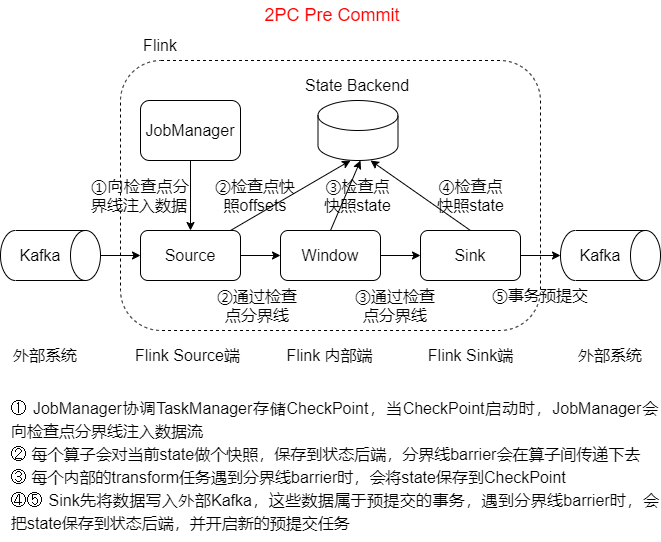 2PC Pre Commit
Flink
State Backend
JobManager
①向检查点分
界线注入数据
②检查点快
照offsets
③检查点
快照state
④检查点
快照state
Kafka
Source
Window
Sink
Kafka
②通过检查
点分界线
③通过检查
点分界线
⑤事务预提交
外部系统
Flink Source端
Flink 内部端
Flink Sink端
外部系统
① JobManager协调TaskManager存储CheckPoint，当CheckPoint启动时，JobManager会
向检查点分界线注入数据流
② 每个算子会对当前state做个快照，保存到状态后端，分界线barrier会在算子间传递下去
③ 每个内部的transform任务遇到分界线barrier时，会将state保存到CheckPoint
④⑤ Sink先将数据写入外部Kafka，这些数据属于预提交的事务，遇到分界线barrier时，会
把state保存到状态后端，并开启新的预提交任务